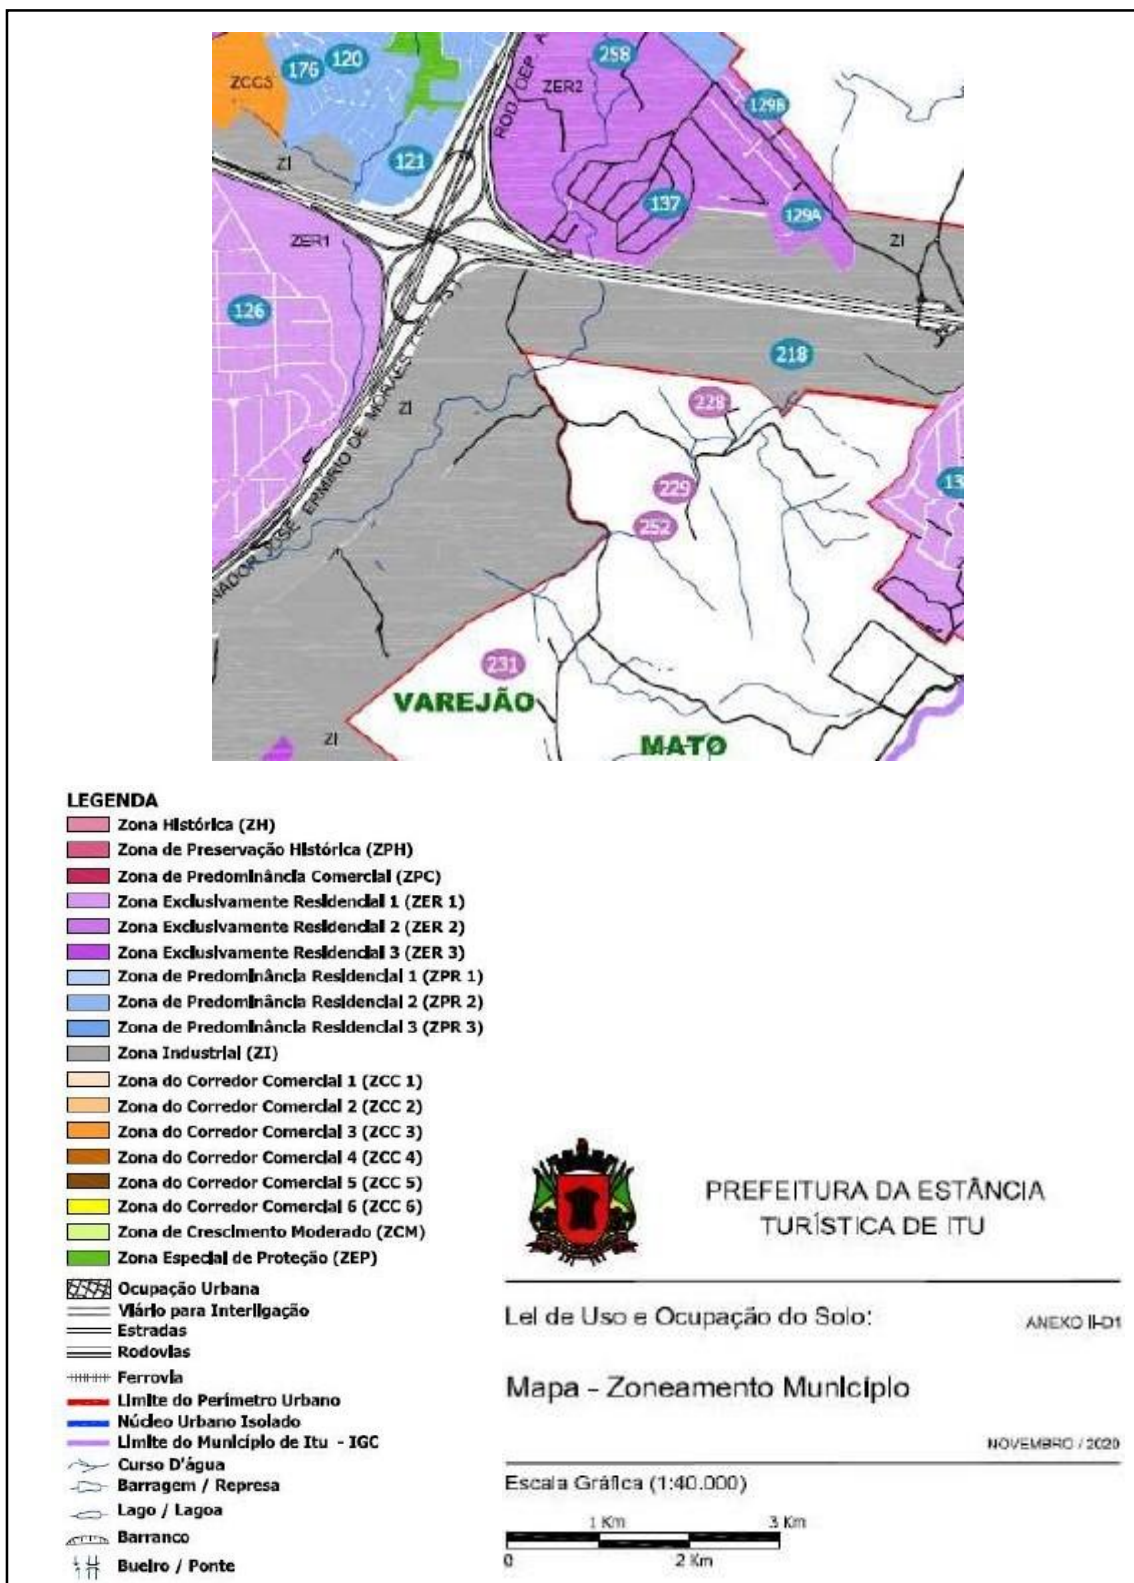 176
120
258
ZCC3
ZER2
129B
ROD. DEP. A
ZI
121
137
129A
ZER1
ZI
126
218
NADOR JOSÉ ERMÍRIO DE MORAES
ZI
228
229
13
252
231
VAREJÃO
ZI
MATO
LEGENDA
Zona Histórica (ZH)
Zona de Preservação Histórica (ZPH)
Zona de Predominância Comercial (ZPC)
Zona Exclusivamente Residencial 1 (ZER 1)
Zona Exclusivamente Residencial 2 (ZER 2)
Zona Exclusivamente Residencial 3 (ZER 3)
Zona de Predominância Residencial 1 (ZPR 1)
Zona de Predominância Residencial 2 (ZPR 2)
Zona de Predominância Residencial 3 (ZPR 3)
Zona Industrial (ZI)
Zona do Corredor Comercial 1 (ZCC 1)
Zona do Corredor Comercial 2 (ZCC 2)
Zona do Corredor Comercial 3 (ZCC 3)
Zona do Corredor Comercial 4 (ZCC 4)
Zona do Corredor Comercial 5 (ZCC 5)
Zona do Corredor Comercial 6 (ZCC 6)
Zona de Crescimento Moderado (ZCM)
Zona Especial de Proteção (ZEP)
Ocupação Urbana
Viário para Interligação
Estradas
Rodovias
Ferrovia
Limite do Perímetro Urbano
Núcleo Urbano Isolado
Limite do Município de Itu - IGC
Curso D'água
Barragem / Represa
Lago / Lagoa
Barranco
Bueiro / Ponte
PREFEITURA DA ESTÂNCIA
TURÍSTICA DE ITU
Lei de Uso e Ocupação do Solo: ANEXO II-D1
Mapa - Zoneamento Município
NOVEMBRO / 2020
Escala Gráfica (1:40.000)
1 Km 3 Km
0 2 Km